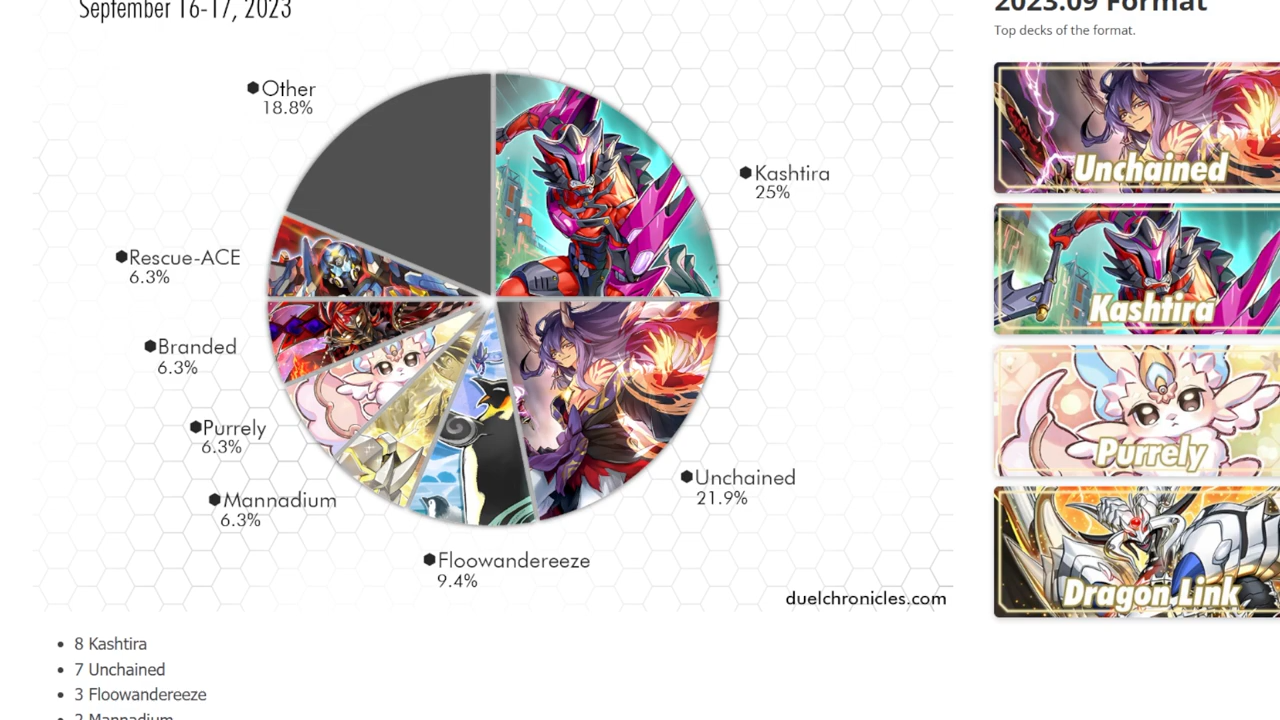 September 16-17, 2023
2023.09 Format
Top decks of the format.
Other
18.8%
Kashtira
25%
Rescue-ACE
6.3%
Branded
6.3%
Purrely
6.3%
Mannadium
6.3%
Floowandereeze
9.4%
Unchained
21.9%
duelchronicles.com
Unchained
Kashtira
Purrely
Dragon Link
• 8 Kashtira
• 7 Unchained
• 3 Floowandereeze
• 2 Mannadium